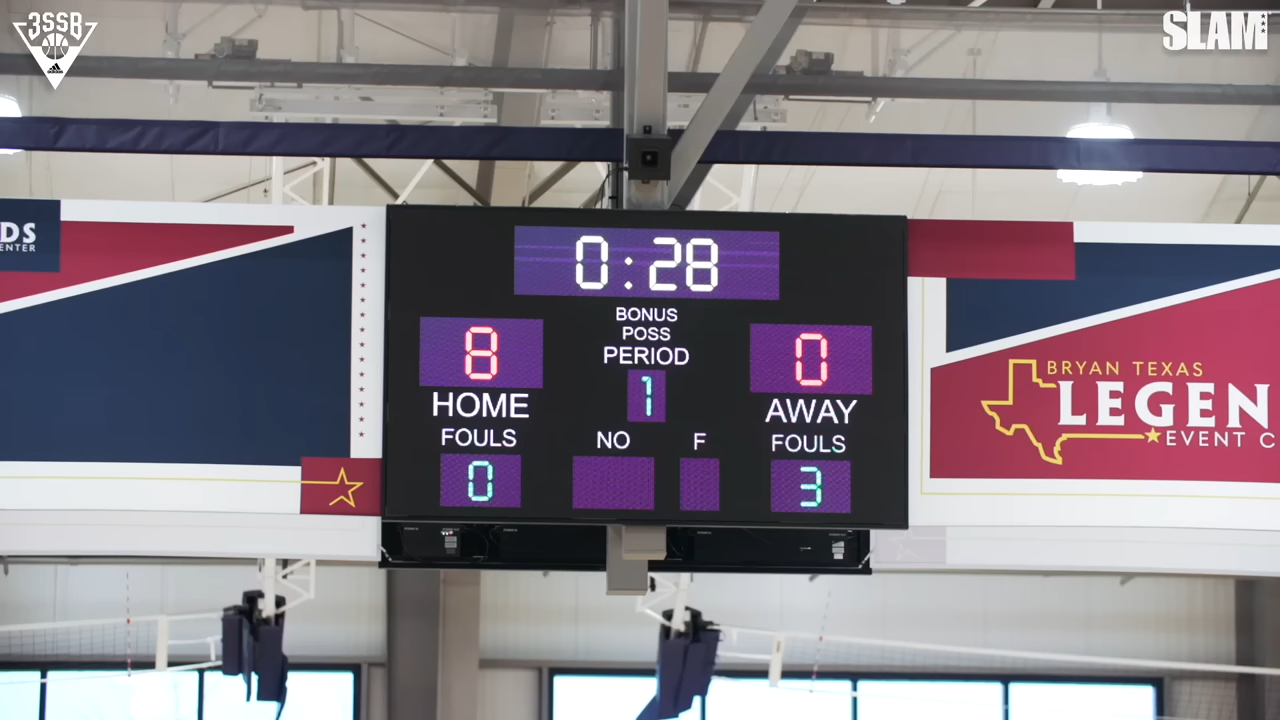 3SSB
adidas
SLAM
DS
ENTER
0:28
BONUS
POSS
PERIOD
8
1
0
HOME
AWAY
FOULS
NO
F
FOULS
0
3
BRYAN TEXAS
LEGEN
EVENT C